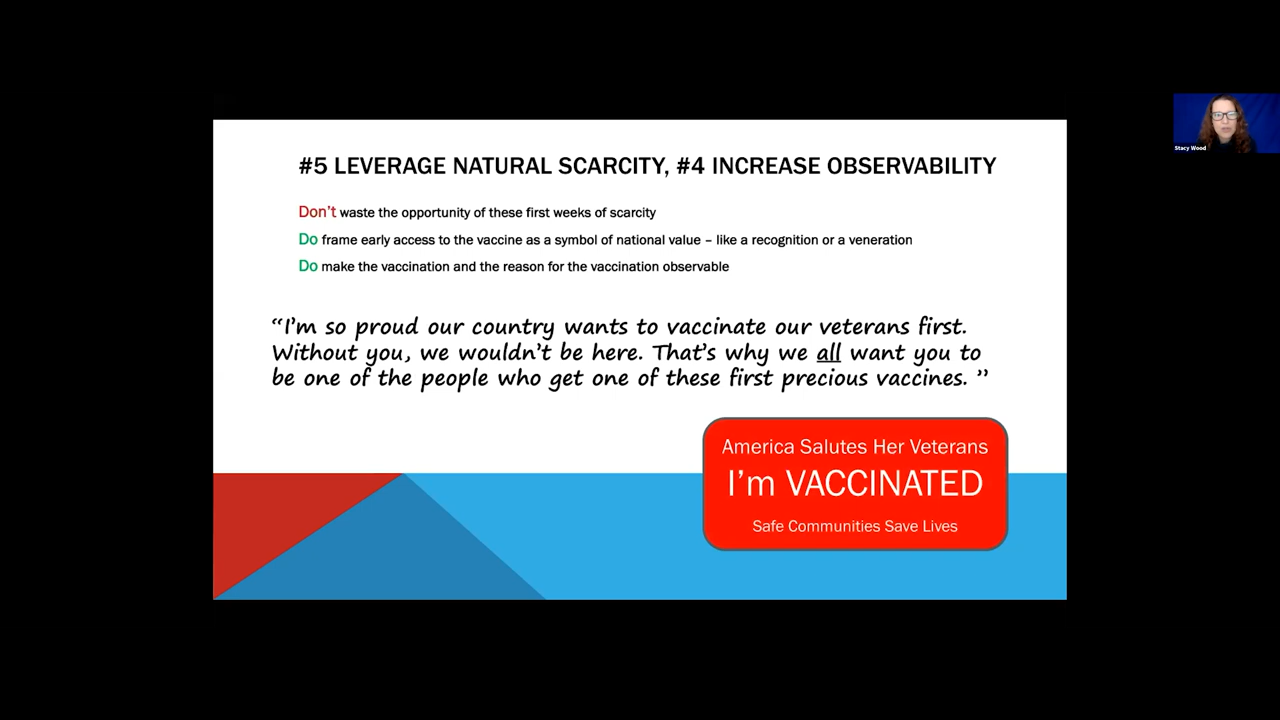 #5 LEVERAGE NATURAL SCARCITY, #4 INCREASE OBSERVABILITY
Don't waste the opportunity of these first weeks of scarcity
Do frame early access to the vaccine as a symbol of national value – like a recognition or a veneration
Do make the vaccination and the reason for the vaccination observable
“I'm so proud our country wants to vaccinate our veterans first.
Without you, we wouldn't be here. That's why we all want you to
be one of the people who get one of these first precious vaccines. ”
America Salutes Her Veterans
I'm VACCINATED
Safe Communities Save Lives
Stacy Wood